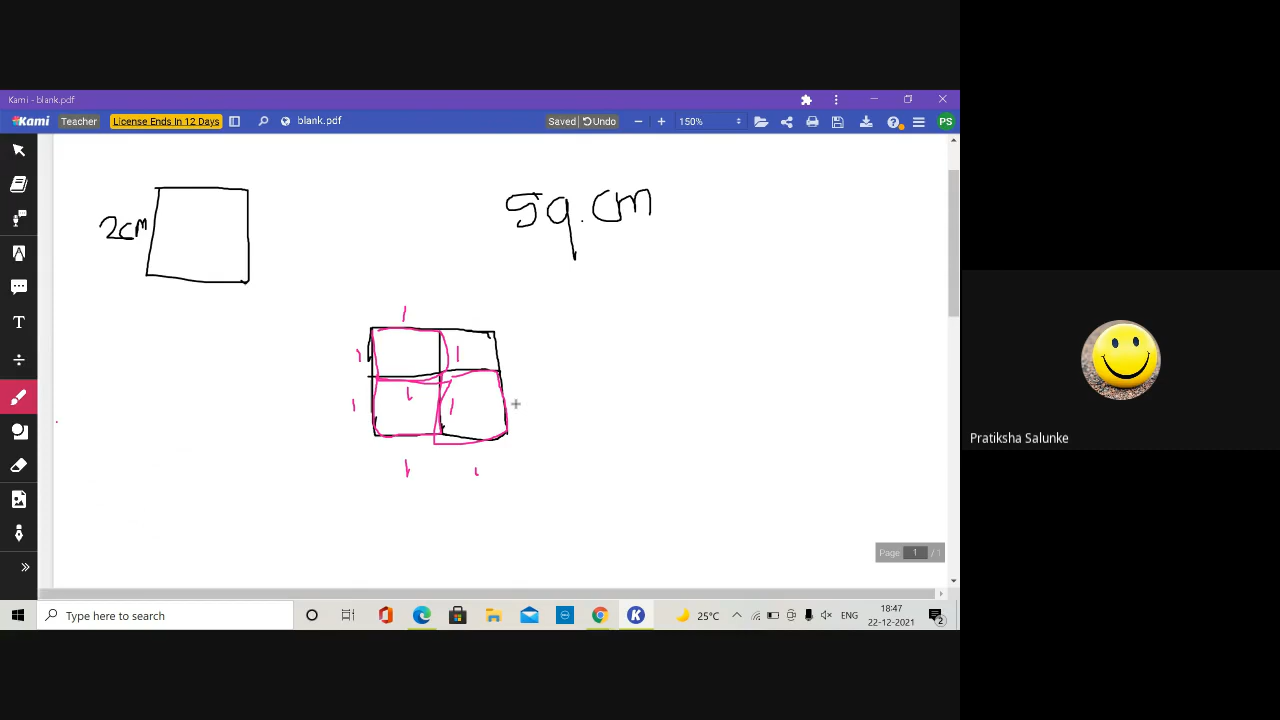 Kami - blank.pdf
Kami Teacher License Ends In 12 Days blank.pdf Saved Undo 150% PS
2cm
sq.cm
1
1 1
1
1 1
1 1
T
Pratiksha Salunke
Page 1 / 1
Type here to search
25°C ENG
18:47
22-12-2021
2